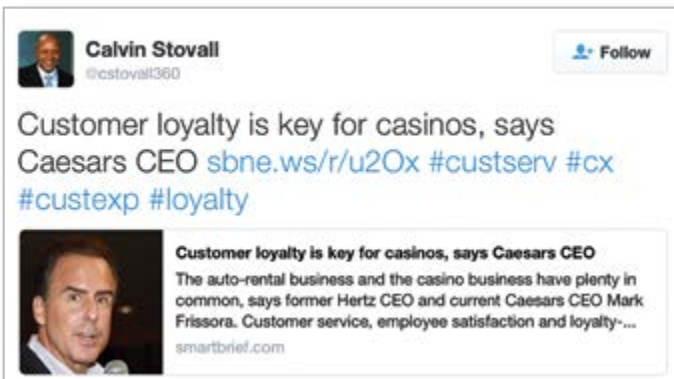 Calvin Stovall
@cstovall360
Follow
Customer loyalty is key for casinos, says
Caesars CEO sbne.ws/r/u2Ox #custserv #cx
#custexp #loyalty
Customer loyalty is key for casinos, says Caesars CEO
The auto-rental business and the casino business have plenty in
common, says former Hertz CEO and current Caesars CEO Mark
Frissora. Customer service, employee satisfaction and loyalty-...
smartbrief.com